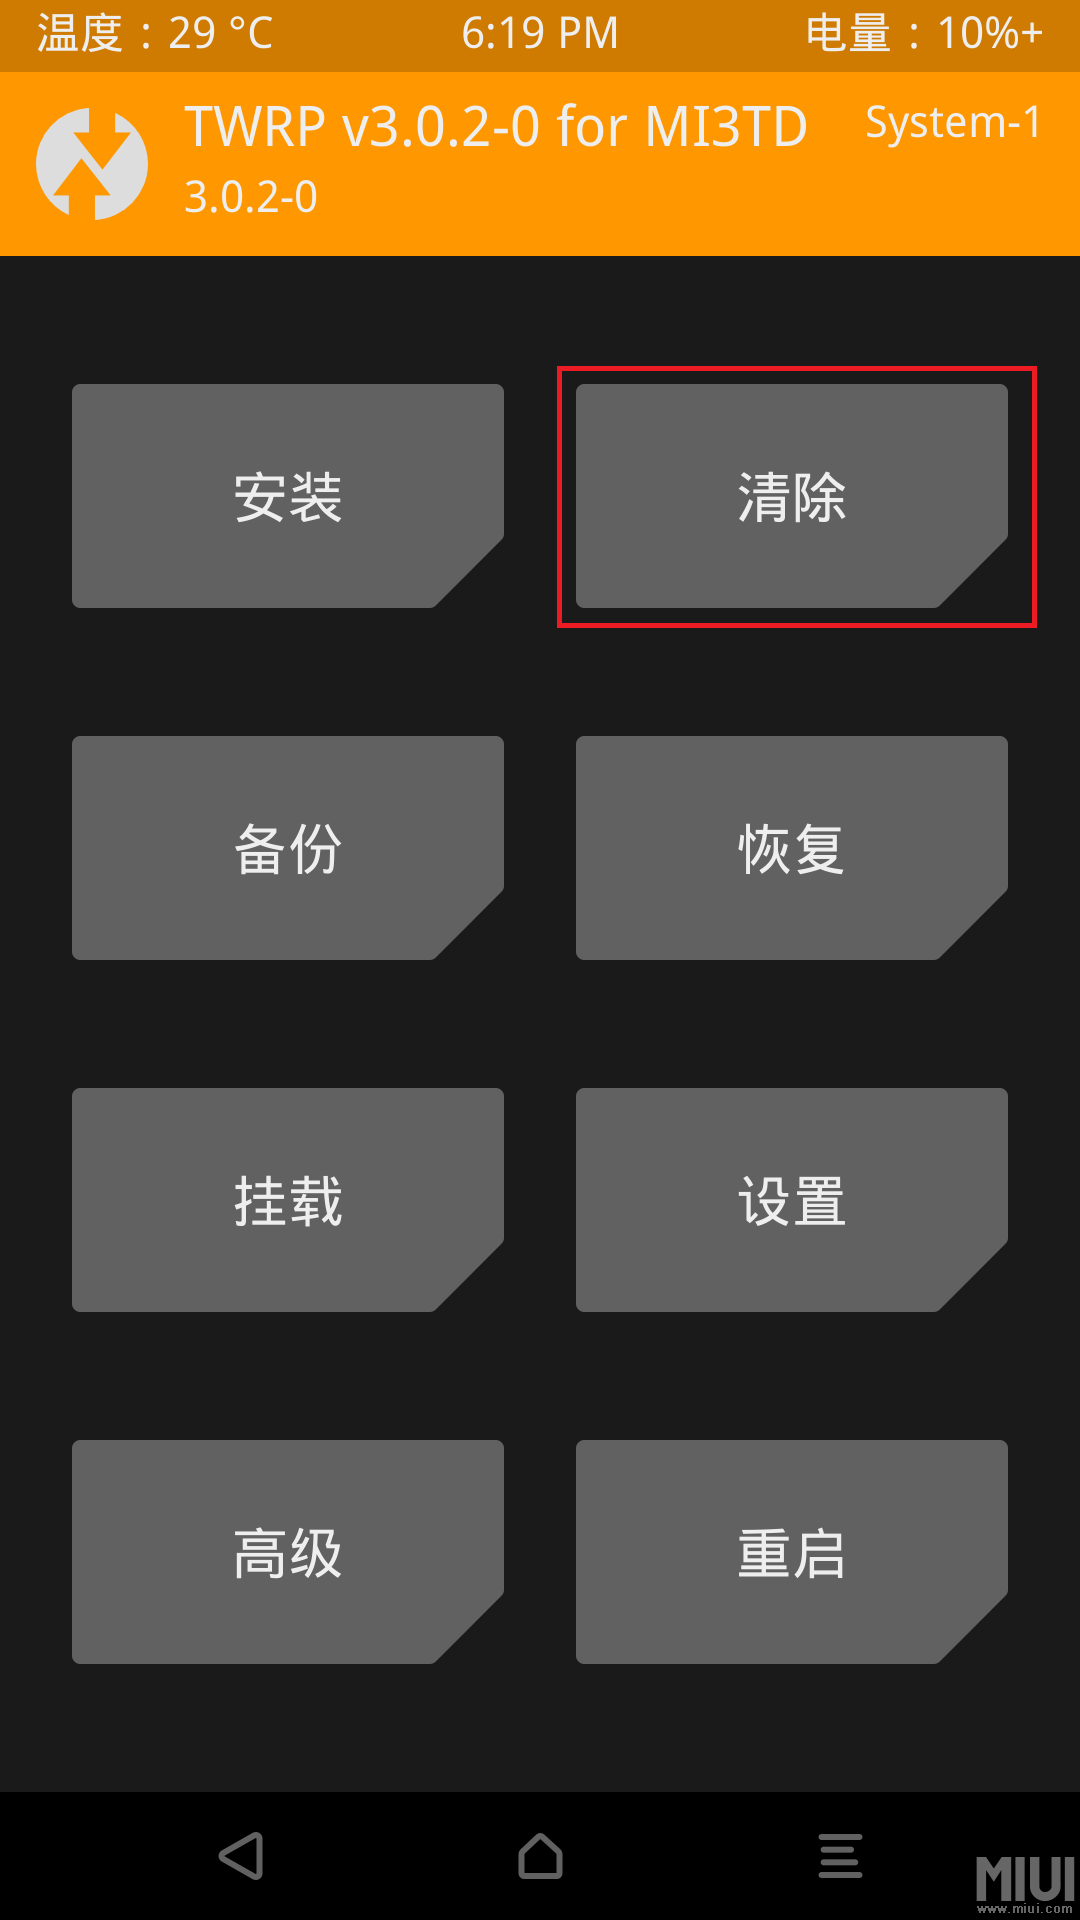 温度：29 °C 6:19 PM 电量：10%+
TWRP v3.0.2-0 for MI3TD System-1
3.0.2-0
安装 清除
备份 恢复
挂载 设置
高级 重启
MIUI
www.miui.com